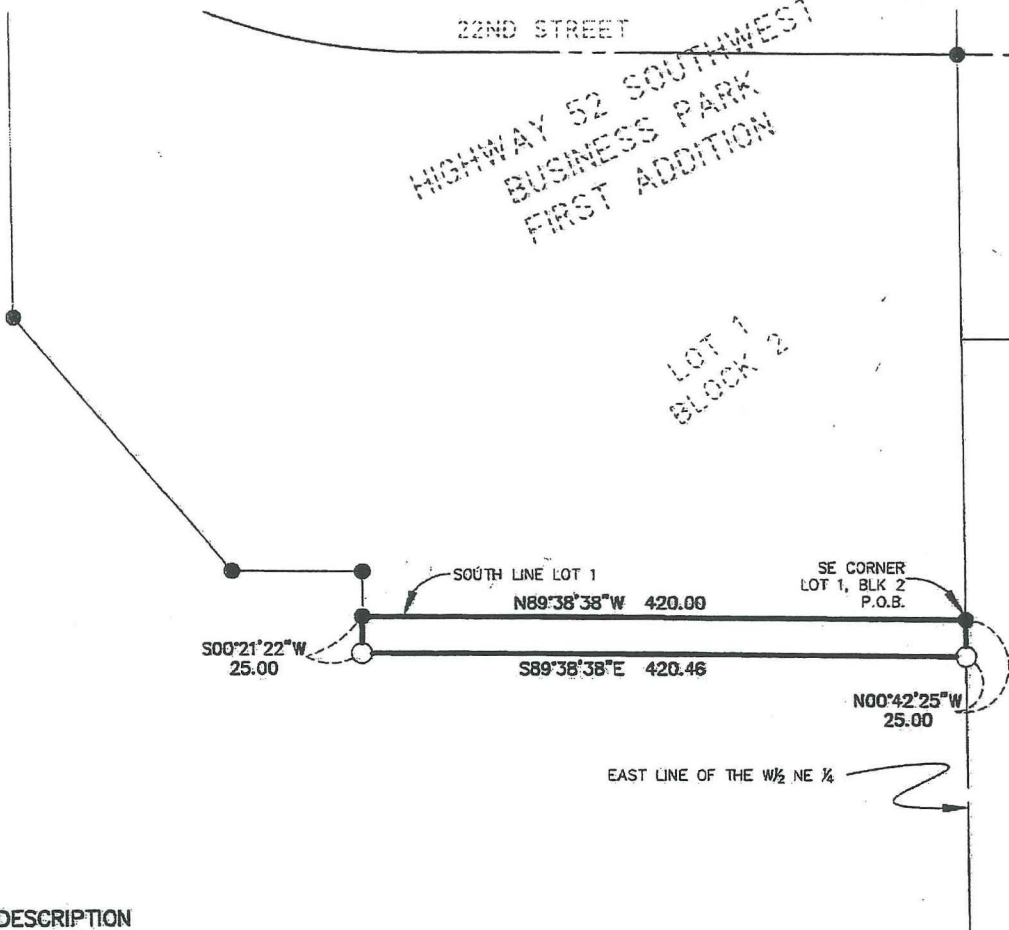 22ND STREET
HIGHWAY 52 SOUTHWEST
BUSINESS PARK
FIRST ADDITION
LOT 1
BLOCK 2
SOUTH LINE LOT 1
SE CORNER
LOT 1, BLK 2
P.O.B.
N89°38'38"W 420.00
S00°21'22"W
25.00
S89°38'38"E 420.46
N00°42'25"W
25.00
EAST LINE OF THE W½ NE ¼
DESCRIPTION